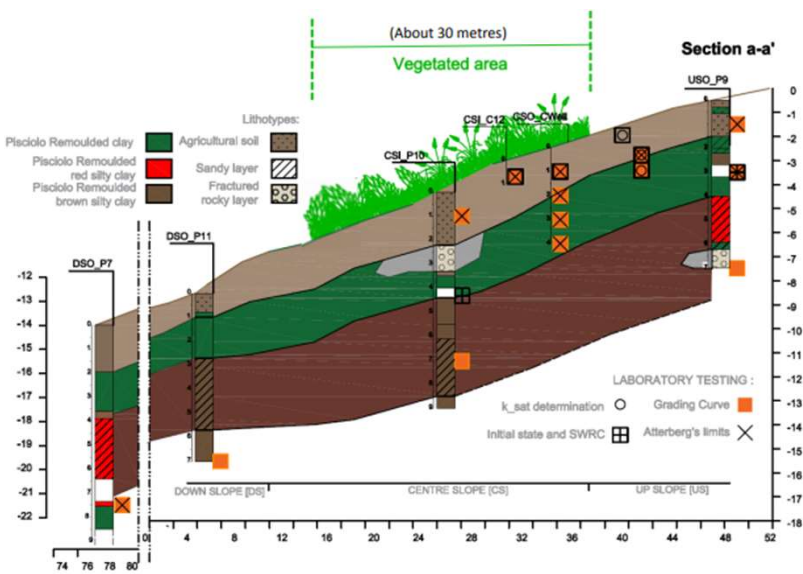 (About 30 metres)
Vegetated area
Section a-a'
USO_P9
CSI_C12
CSO_CWell
CSI_P10
DSO_P11
DSO_P7
Lithotypes:
Pisciolo Remoulded clay
Agricultural soil
Pisciolo Remoulded
red silty clay
Sandy layer
Pisciolo Remoulded
brown silty clay
Fractured
rocky layer
0
-1
-2
-3
-4
-5
-6
-7
-8
-9
-10
-11
-12
-13
-14
-15
-16
-17
-18
-12
-13
-14
-15
-16
-17
-18
-19
-20
-21
-22
LABORATORY TESTING :
k_sat determination
Grading Curve
Initial state and SWRC
Atterberg's limits
DOWN SLOPE [DS]
CENTRE SLOPE [CS]
UP SLOPE [US]
0 4 8 12 16 20 24 28 32 36 40 44 48 52
74 76 78 80